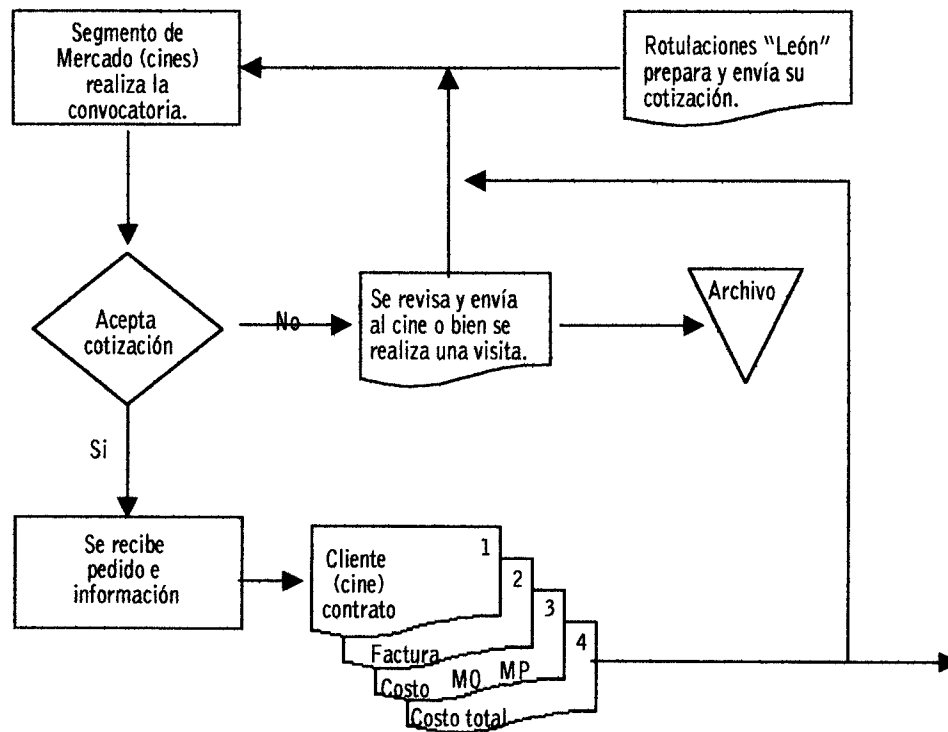 Segmento de
Mercado (cines)
realiza la
convocatoria.
Rotulaciones "León"
prepara y envía su
cotización.
Acepta
cotización
No
Se revisa y envía
al cine o bien se
realiza una visita.
Archivo
Si
Se recibe
pedido e
información
Cliente
(cine)
contrato
1
2
3
4
Factura
Costo MO MP
Costo total